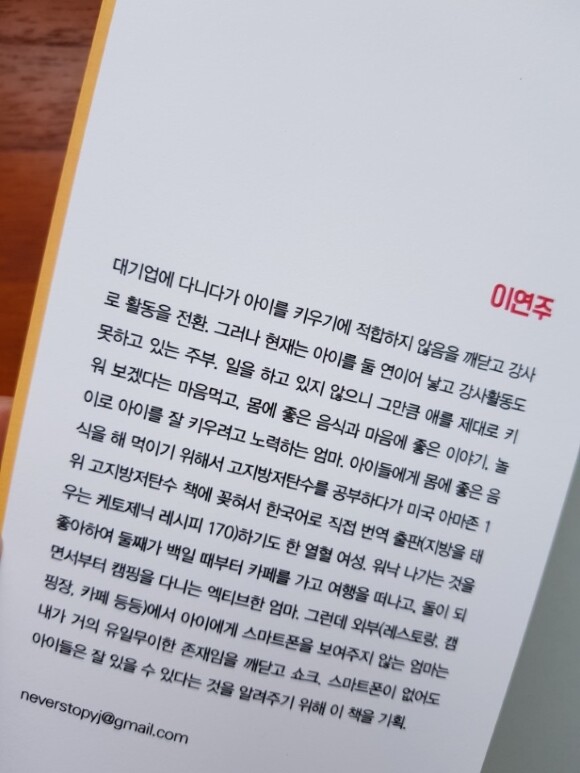 이연주
대기업에 다니다가 아이를 키우기에 적합하지 않음을 깨닫고 강사
로 활동을 전환. 그러나 현재는 아이를 둘 연이어 낳고 강사활동도
못하고 있는 주부. 일을 하고 있지 않으니 그만큼 애를 제대로 키
워 보겠다는 마음먹고, 몸에 좋은 음식과 마음에 좋은 이야기, 놀
이로 아이를 잘 키우려고 노력하는 엄마. 아이들에게 몸에 좋은 음
식을 해 먹이기 위해서 고지방저탄수를 공부하다가 미국 아마존 1
위 고지방저탄수 책에 꽂혀서 한국어로 직접 번역 출판(지방을 태
우는 케토제닉 레시피 170)하기도 한 열혈 여성. 워낙 나가는 것을
좋아하여 둘째가 백일 때부터 카페를 가고 여행을 떠나고, 돌이 되
면서부터 캠핑을 다니는 엑티브한 엄마. 그런데 외부(레스토랑, 캠
핑장, 카페 등등)에서 아이에게 스마트폰을 보여주지 않는 엄마는
내가 거의 유일무이한 존재임을 깨닫고 쇼크. 스마트폰이 없어도
아이들은 잘 있을 수 있다는 것을 알려주기 위해 이 책을 기획.
neverstopyj@gmail.com